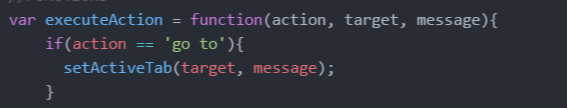 var executeAction = function(action, target, message){
if(action == 'go to'){
setActiveTab(target, message);
}